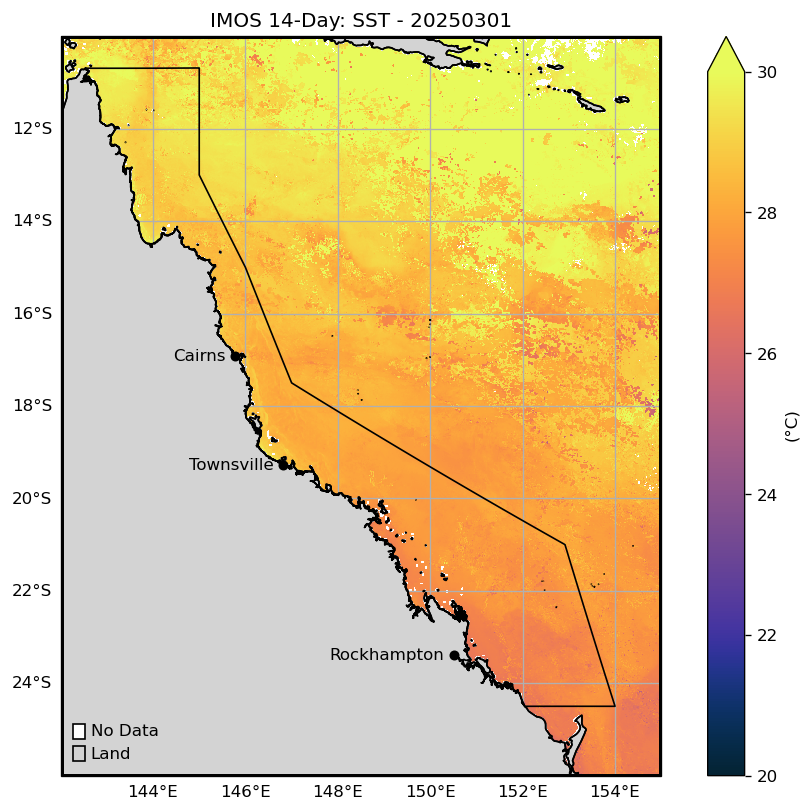 IMOS 14-Day: SST - 20250301
12°S
14°S
16°S
18°S
20°S
22°S
24°S
Cairns
Townsville
Rockhampton
No Data
Land
144°E 146°E 148°E 150°E 152°E 154°E
30
28
26
24
22
20
(°C)